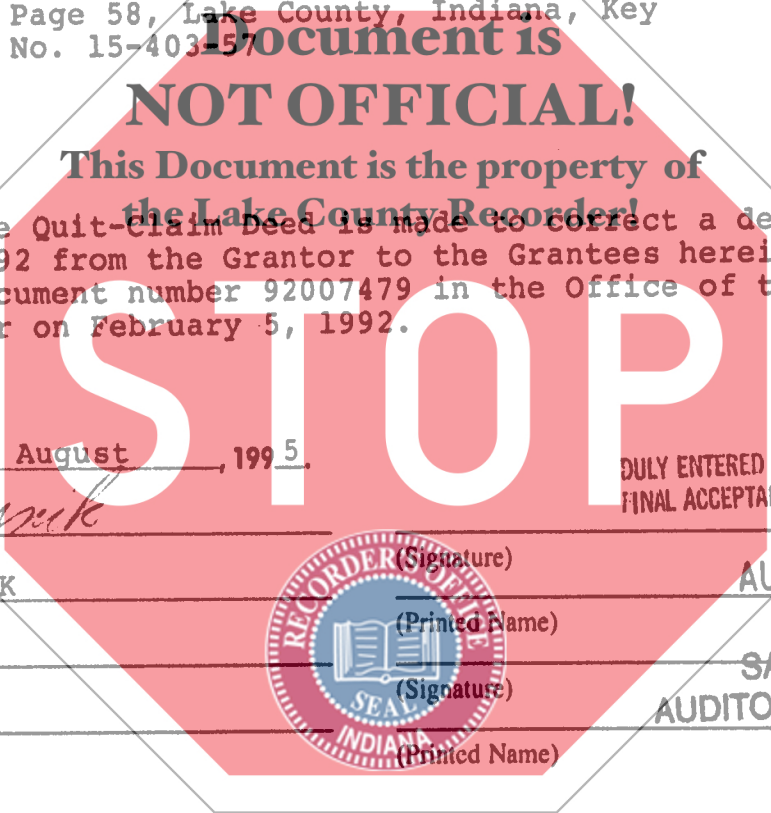 Page 58, Lake County, Indiana, Key
No. 15-403-57
Document is
NOT OFFICIAL!
This Document is the property of
the Lake County Recorder!
Quit-Claim Deed is made to correct a
92 from the Grantor to the Grantees
cument number 92007479 in the Office of
r on February 5, 1992.
STOP
August, 1995.
DULY ENTERED
FINAL
(Signature)
K
(Printed Name)
(Signature)
(Printed Name)
RECORDER'S OFFICE
SEAL
INDIANA
AU
SA
AUDITO